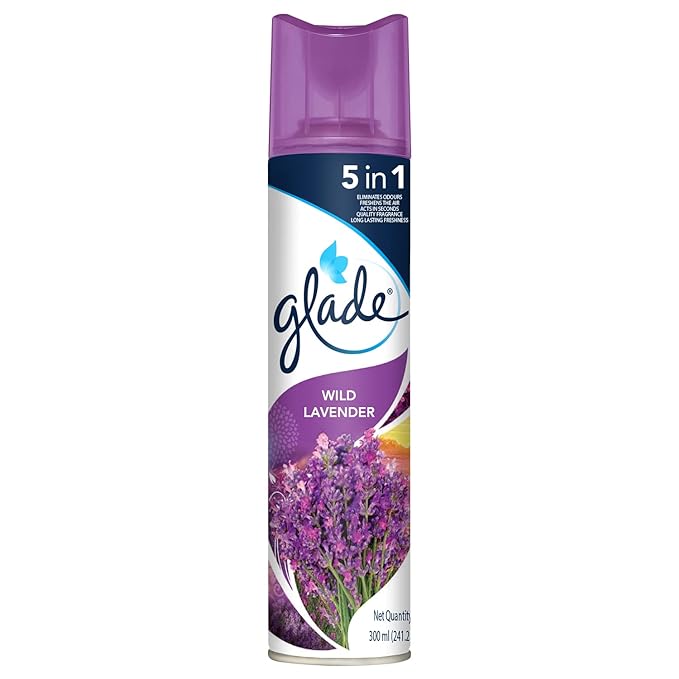 5 in 1
ELIMINATES ODOURS
FRESHENS THE AIR
ACTS IN SECONDS
QUALITY FRAGRANCE
LONG LASTING FRESHNESS
glade®
WILD
LAVENDER
Net Quantity
300 ml (241.2